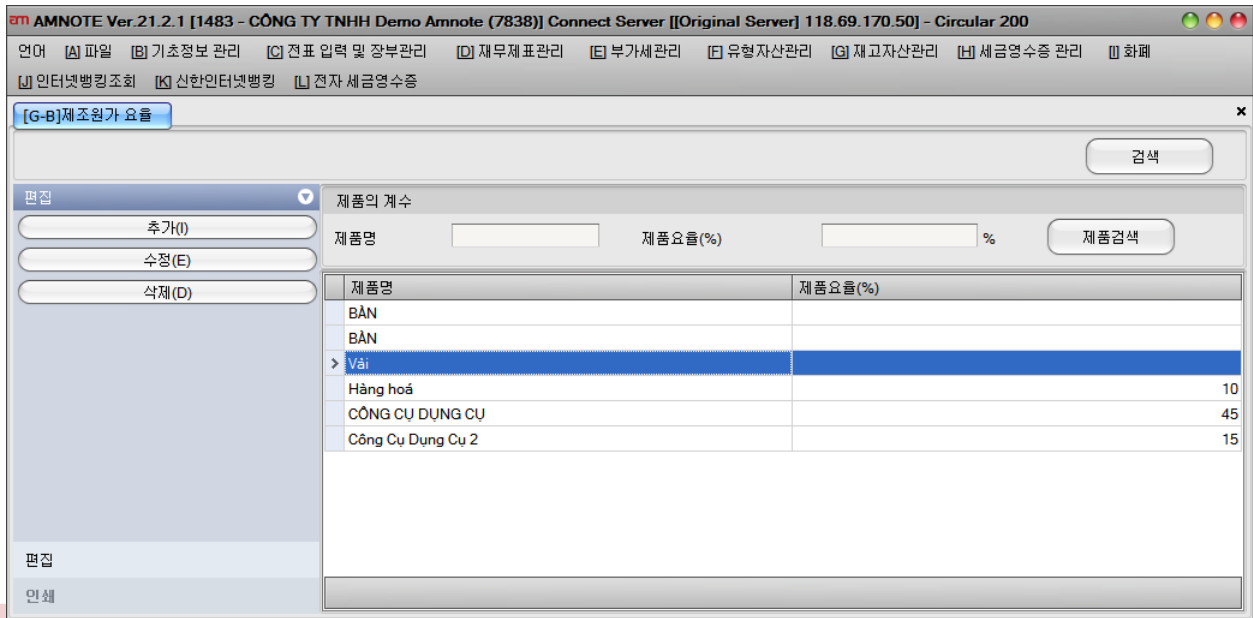 am AMNOTE Ver.21.2.1 [1483 - CÔNG TY TNHH Demo Amnote (7838)] Connect Server [[Original Server] 118.69.170.50] - Circular 200
언어 [A] 파일 [B] 기초정보 관리 [C] 전표 입력 및 장부관리 [D] 재무제표관리 [E] 부가세관리 [F] 유형자산관리 [G] 재고자산관리 [H] 세금영수증 관리 [I] 화폐
[J] 인터넷뱅킹조회 [K] 신한인터넷뱅킹 [L] 전자 세금영수증
[G-B]제조원가 요율
검색
편집 제품의 계수
추가(I)
제품명 제품요율(%) % 제품검색
수정(E)
삭제(D)
제품명 제품요율(%)
BÀN
BÀN
Vải
Hàng hoá 10
CÔNG CỤ DỤNG CỤ 45
Công Cụ Dụng Cụ 2 15
편집
인쇄